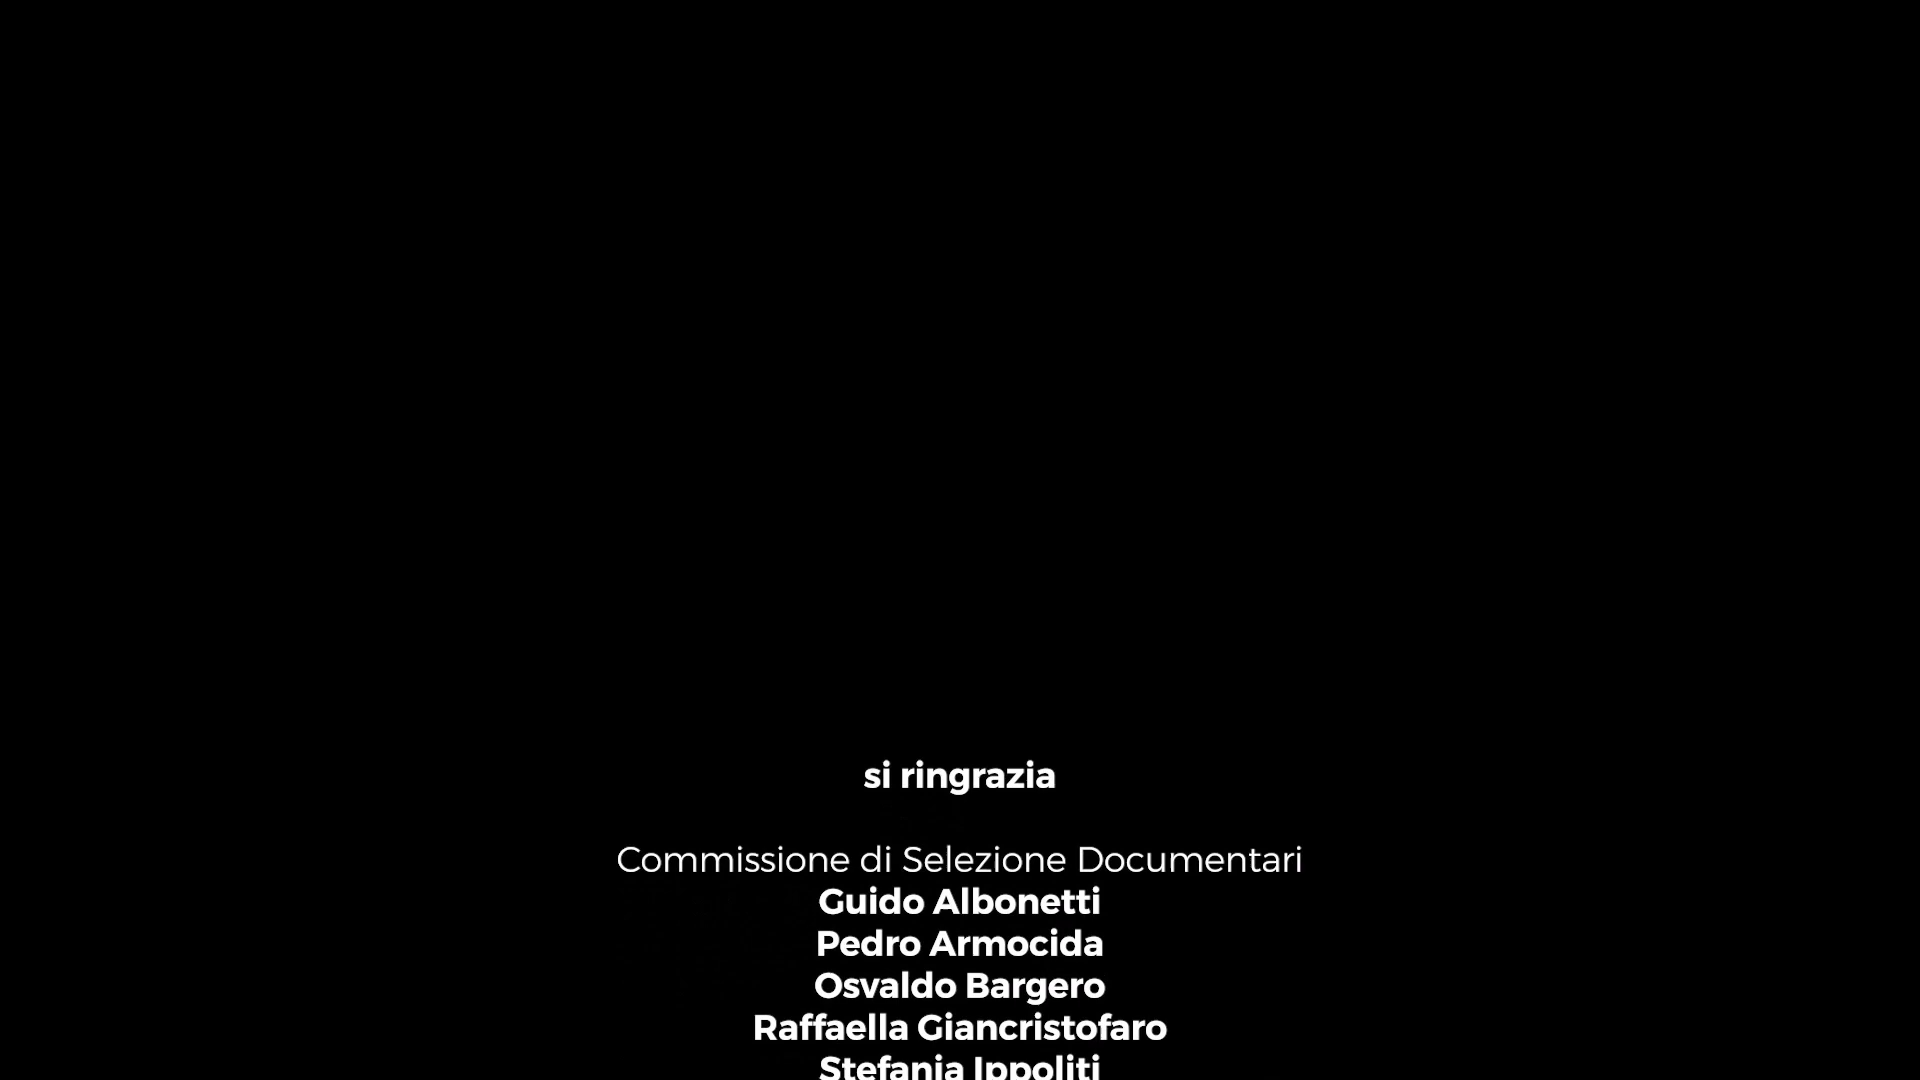 si ringrazia
Commissione di Selezione Documentari
Guido Albonetti
Pedro Armocida
Osvaldo Bargero
Raffaella Giancristofaro
Stefania Ippoliti